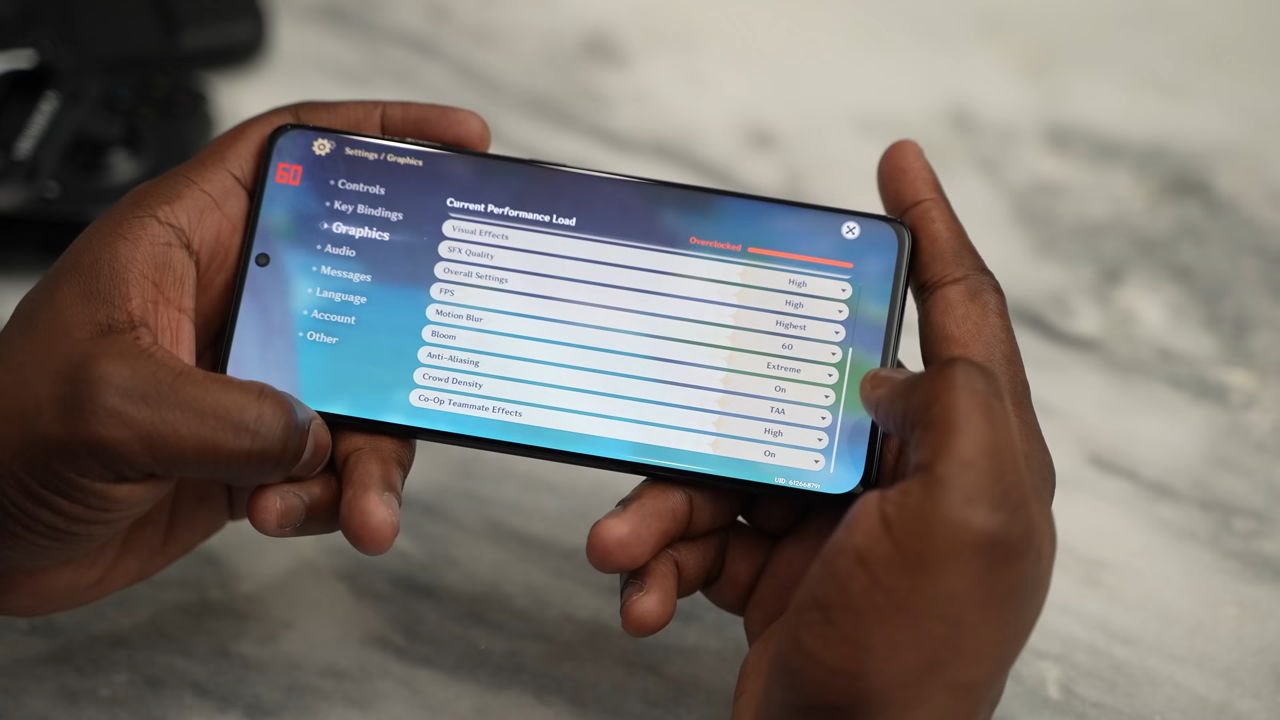 Settings / Graphics
60
Controls
Key Bindings
Graphics
Audio
Messages
Language
Account
Other
Current Performance Load
Overclocked
Visual Effects High
SFX Quality High
Overall Settings Highest
FPS 60
Motion Blur Extreme
Bloom On
Anti-Aliasing TAA
Crowd Density High
Co-Op Teammate Effects On
UID: 612668791